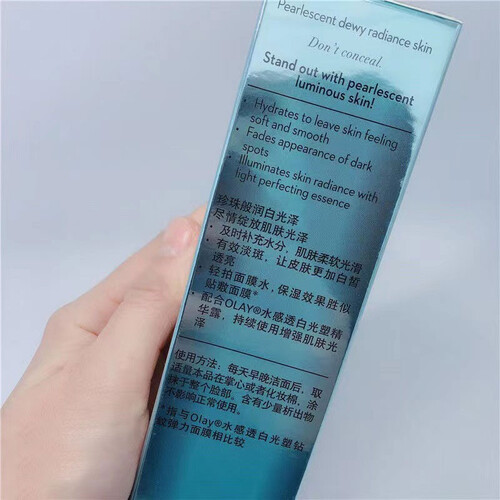 Pearlescent dewy radiance skin
Don't conceal.
Stand out with pearlescent
luminous skin!
• Hydrates to leave skin feeling
soft and smooth
• Fades appearance of dark
spots
• Illuminates skin radiance with
light perfecting essence
珍珠般润白光泽
尽情绽放肌肤光泽
• 及时补充水分，肌肤柔软光滑
• 有效淡斑，让皮肤更加白皙
透亮
• 轻拍面膜水，保湿效果胜似
贴敷面膜*
• 配合OLAY®水感透白光塑精
华露，持续使用增强肌肤光
泽
使用方法：每天早晚洁面后，取
适量本品在掌心或者化妆棉，涂
抹于整个脸部。含有少量析出物
不影响正常使用。
*指与Olay®水感透白光塑钻
靓弹力面膜相比较